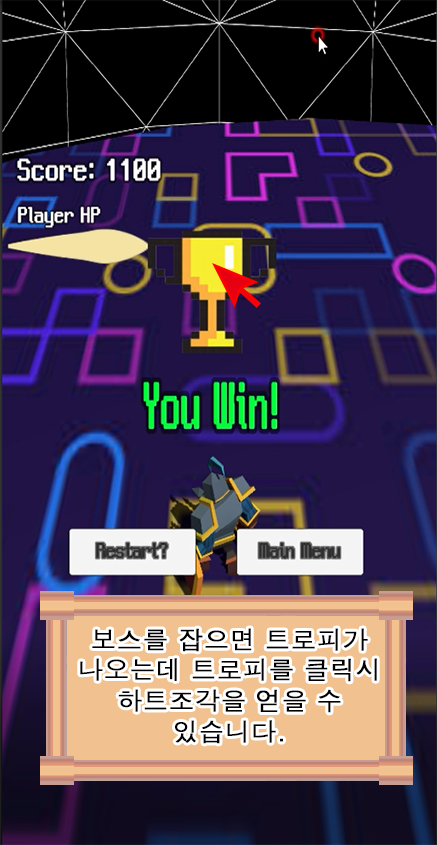 Score: 1100
Player HP
You Win!
Restart?
Main Menu
보스를 잡으면 트로피가
나오는데 트로피를 클릭시
하트조각을 얻을 수
있습니다.